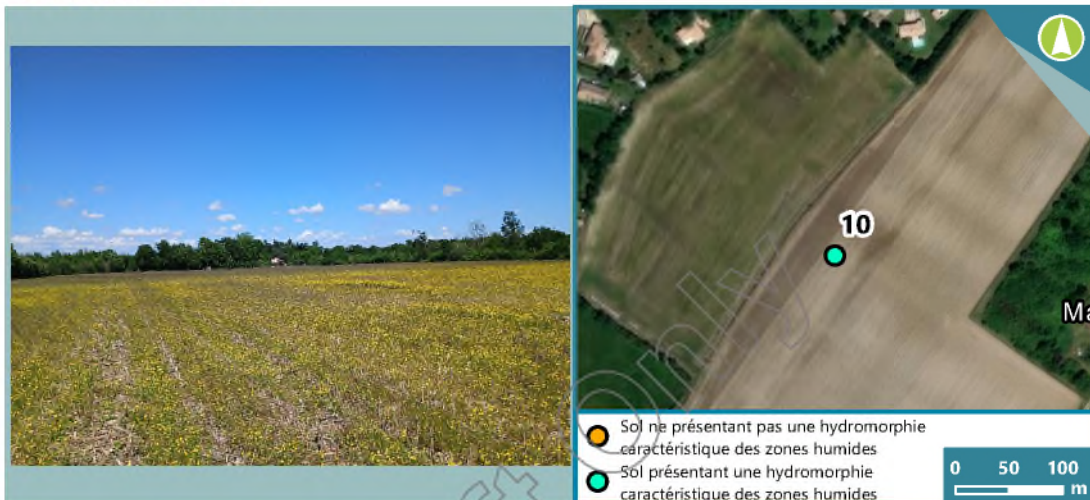 10
Ma
Sol ne présentant pas une hydromorphie
caractéristique des zones humides
Sol présentant une hydromorphie
caractéristique des zones humides
0 50 100
m
only